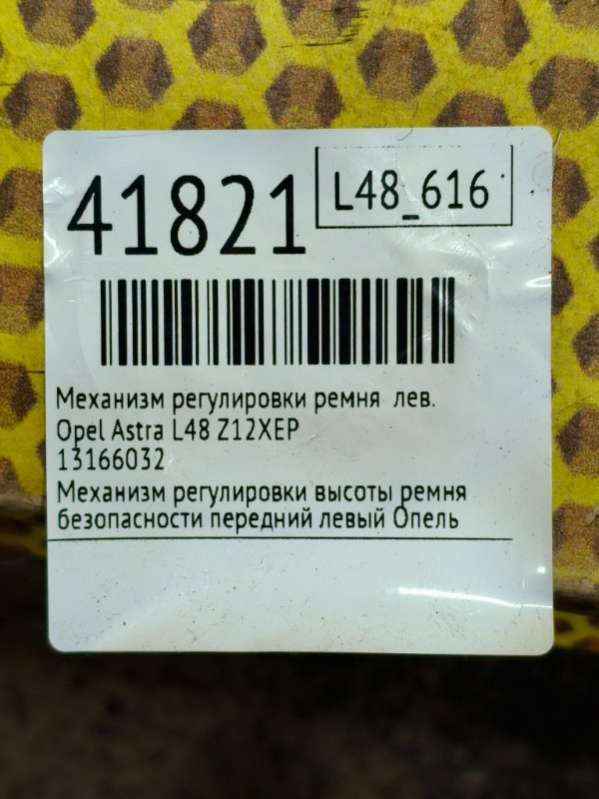 41821
L48_616
Механизм регулировки ремня лев.
Opel Astra L48 Z12XEP
13166032
Механизм регулировки высоты ремня
безопасности передний левый Опель